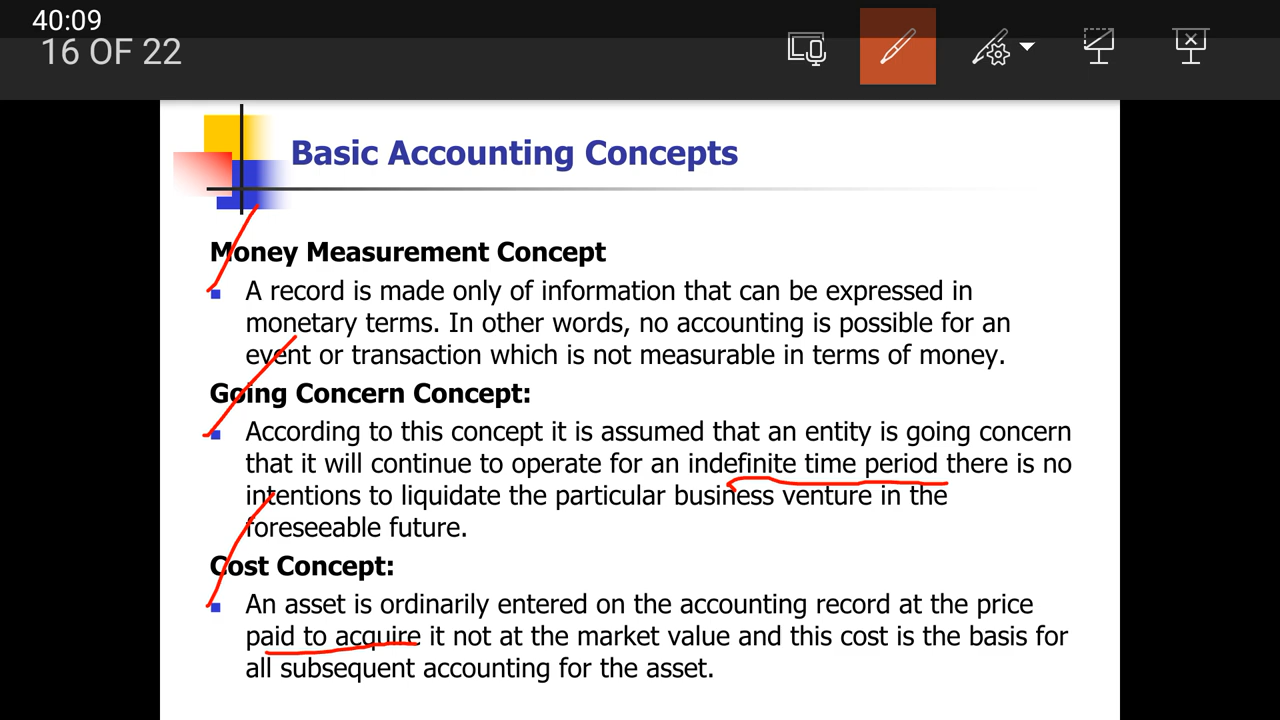 40:09
16 OF 22
Basic Accounting Concepts
Money Measurement Concept
A record is made only of information that can be expressed in
monetary terms. In other words, no accounting is possible for an
event or transaction which is not measurable in terms of money.
Going Concern Concept:
According to this concept it is assumed that an entity is going concern
that it will continue to operate for an indefinite time period there is no
intentions to liquidate the particular business venture in the
foreseeable future.
Cost Concept:
An asset is ordinarily entered on the accounting record at the price
paid to acquire it not at the market value and this cost is the basis for
all subsequent accounting for the asset.